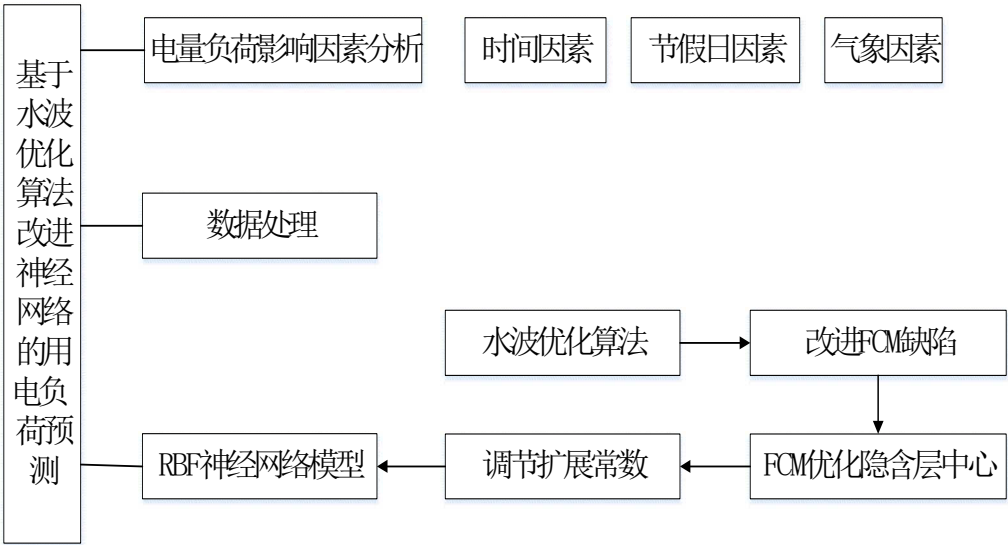 基于
水波
优化
算法
改进
神经
网络
的用
电负
荷预
测
电量负荷影响因素分析
时间因素
节假日因素
气象因素
数据处理
水波优化算法
改进FCM缺陷
RBF神经网络模型
调节扩展常数
FCM优化隐含层中心